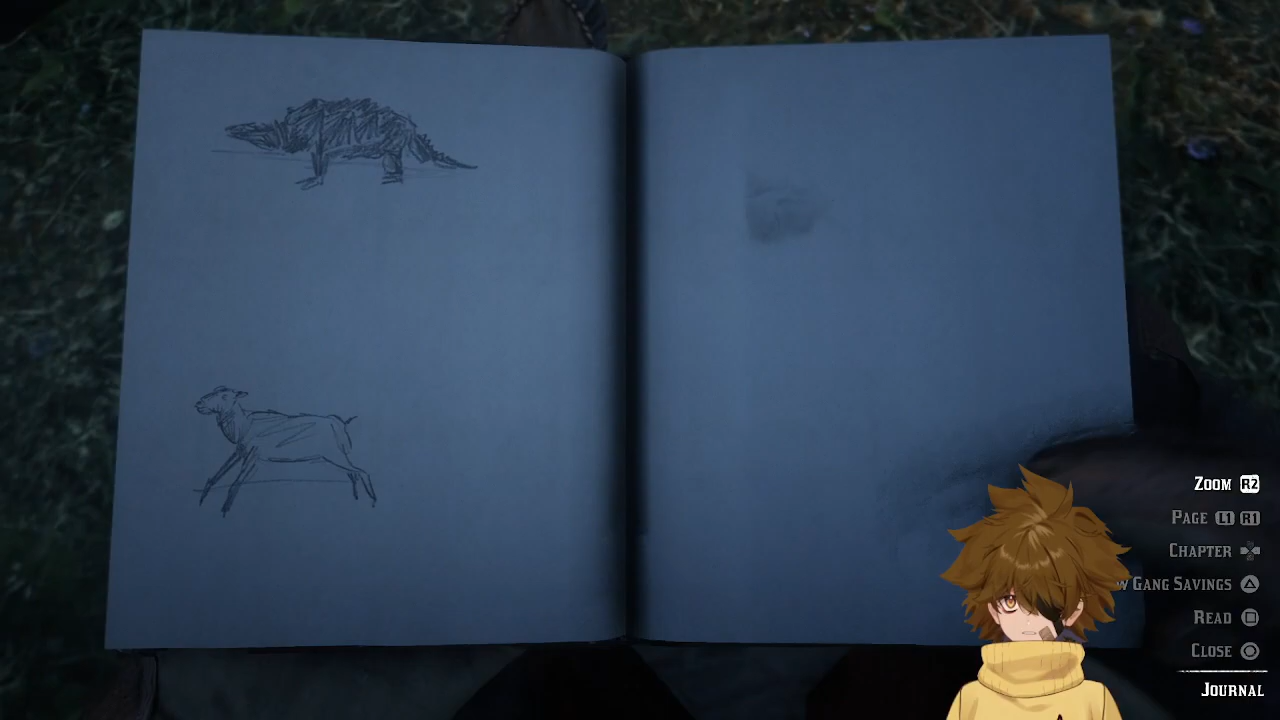 Zoom R2
Page L1 R1
Chapter
w Gang Savings
Read
Close
Journal